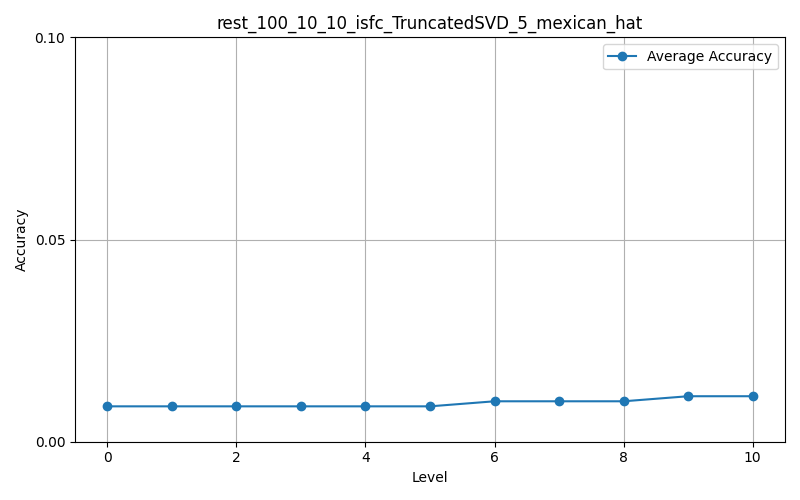 rest_100_10_10_isfc_TruncatedSVD_5_mexican_hat
Average Accuracy
Accuracy
0.10
0.05
0.00
0 2 4 6 8 10
Level